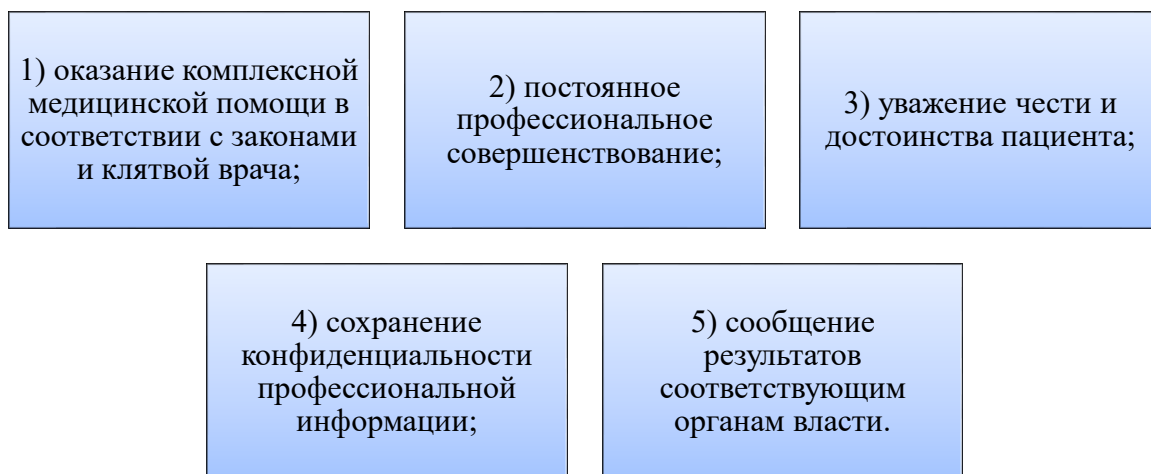 1) оказание комплексной
медицинской помощи в
соответствии с законами
и клятвой врача;
2) постоянное
профессиональное
совершенствование;
3) уважение чести и
достоинства пациента;
4) сохранение
конфиденциальности
профессиональной
информации;
5) сообщение
результатов
соответствующим
органам власти.